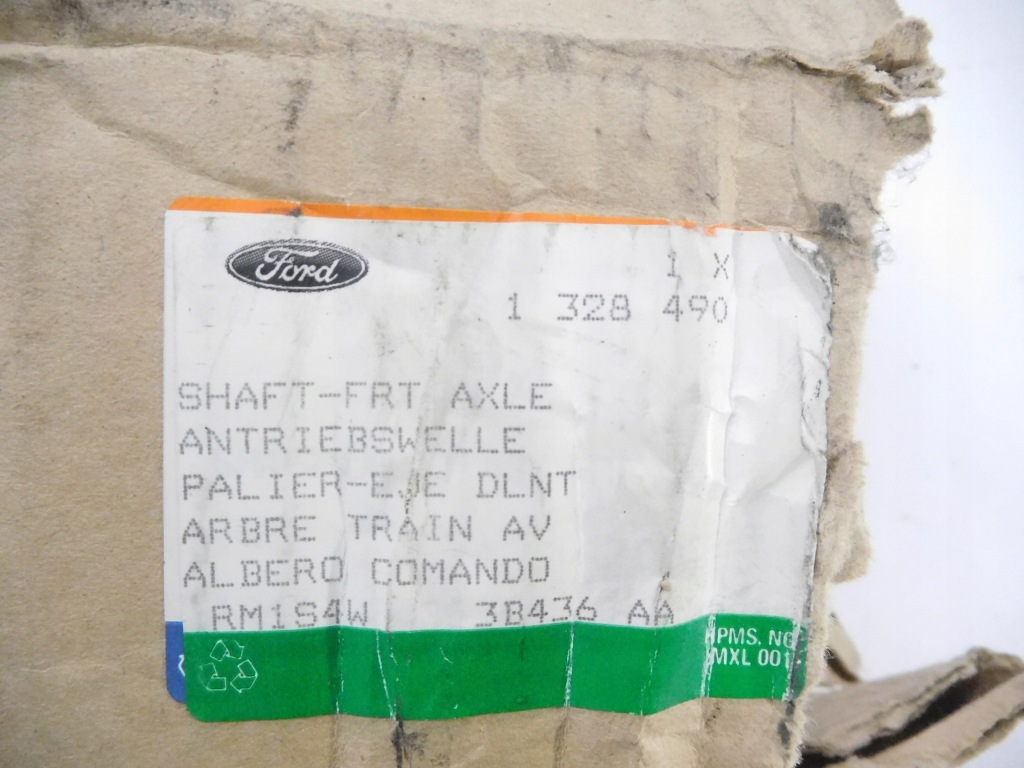 Ford
1 X
1 328 490
SHAFT-FRT AXLE
ANTRIEBSWELLE
PALIER-EJE DLNT
ARBRE TRAIN AV
ALBERO COMANDO
RM1S4W 3B436 AA
PMS. NO
MXL 001